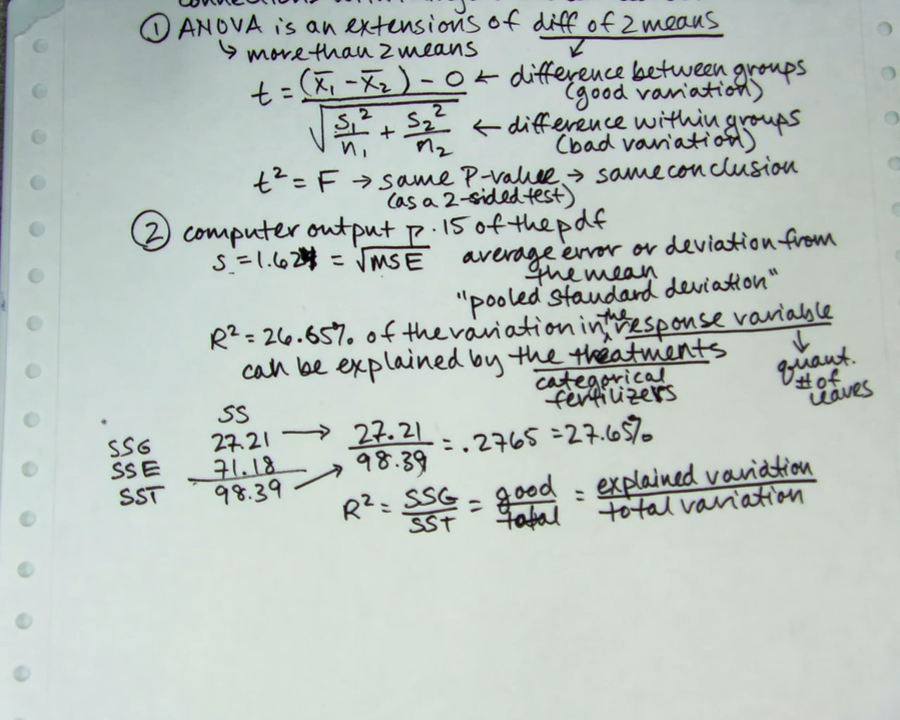 ① ANOVA is an extensions of diff of 2 means
↳ more than 2 means
t = (x̄₁ - x̄₂) - 0 ← difference between groups
(good variation)
√(s₁²/n₁ + s₂²/n₂) ← difference within groups
(bad variation)
t² = F → same P-value → same conclusion
(as a 2-sided test)
② computer output p. 15 of the pdf
s = 1.624 = √MSE average error or deviation from
the mean
"pooled standard deviation"
R² = 26.65% of the variation in the response variable
can be explained by the treatments
quant.
# of
leaves
categorical
fertilizers
SS
SSG 27.21 → 27.21/98.39 = .2765 = 27.65%
SSE 71.18
SST 98.39
R² = SSG/SST = good/total = explained variation/total variation